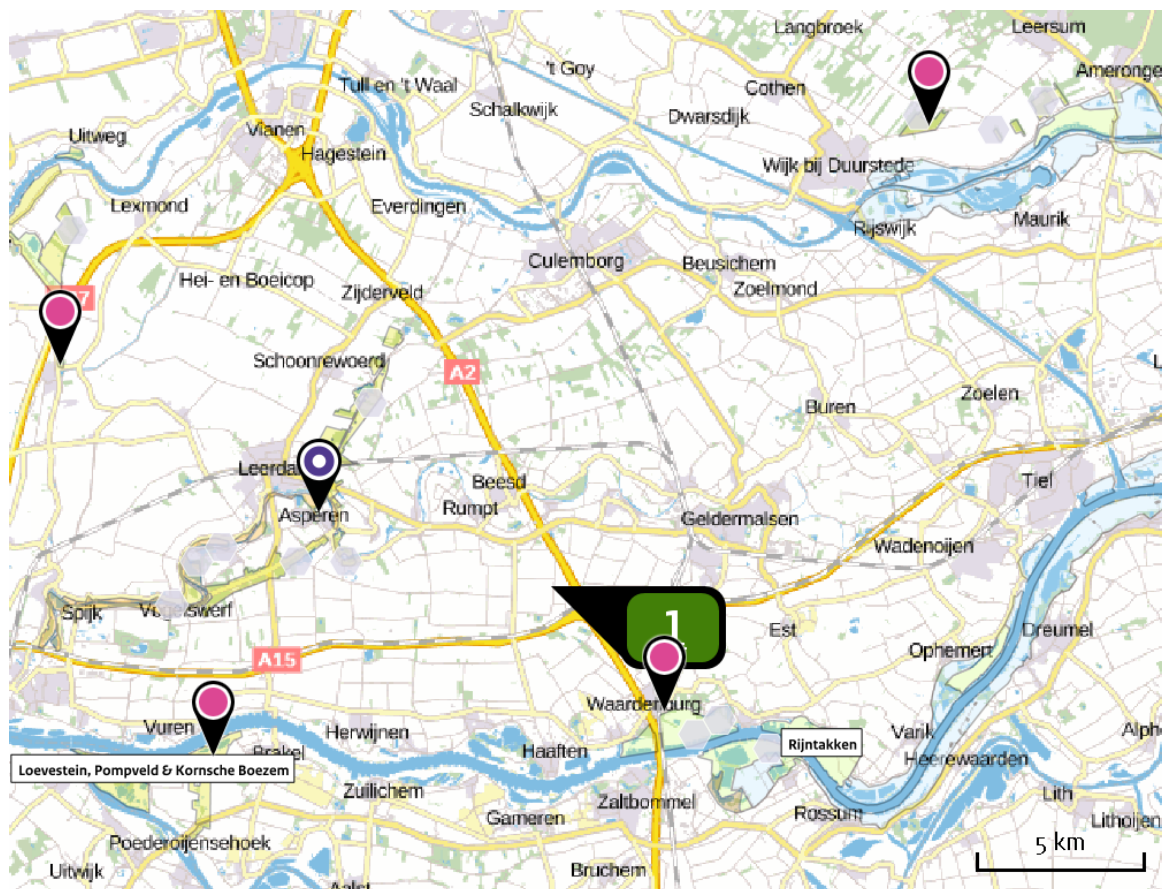 Langbroek
Leersum
't Goy
Tull en 't Waal
Cothen
Schalkwijk
Dwarsdijk
Uitweg
Vianen
Hagestein
Wijk bij Duurstede
Lexmond
Everdingen
Maurik
Rijswijk
Culemborg
Beusichem
Hei- en Boeicop
Zijderveld
Zoelmond
Schoonrewoerd
A2
Zoelen
Buren
Beesd
Tiel
Rumpt
Asperen
Geldermalsen
Wadenoijen
Spijk
1
Est
Dreumel
Ophemert
A15
Vuren
Herwijnen
Varik
Rijntakken
Haaften
Brakel
Heerewaarden
Loevestein, Pompveld & Kornsche Boezem
Zuilichem
Zaltbommel
Lith
Gameren
Rossum
Lithoijen
Poederoijensehoek
5 km
Uitwijk
Bruchem